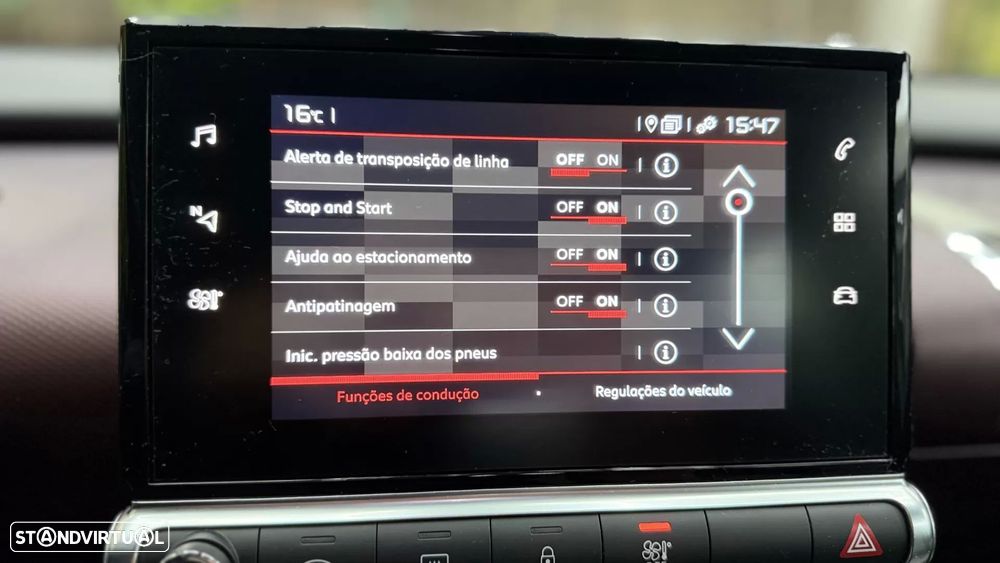 16°C
15:47
Alerta de transposição de linha OFF ON
Stop and Start OFF ON
N
Ajuda ao estacionamento OFF ON
Antipatinagem OFF ON
Inic. pressão baixa dos pneus
Funções de condução
Regulações do veículo
STANDVIRTUAL